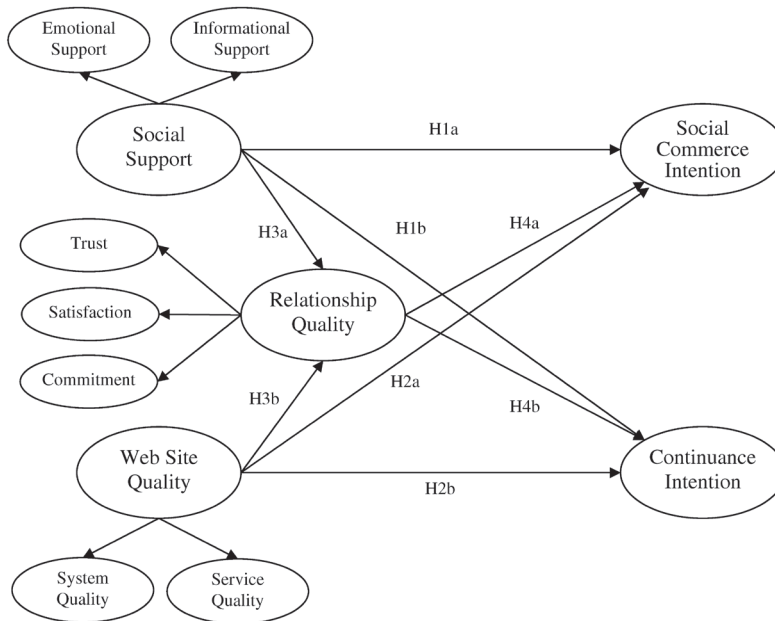 Emotional
Support
Informational
Support
Social
Support
H1a
Social
Commerce
Intention
H3a
H1b
H4a
Trust
Satisfaction
Commitment
Relationship
Quality
H3b
H2a
H4b
Web Site
Quality
H2b
Continuance
Intention
System
Quality
Service
Quality